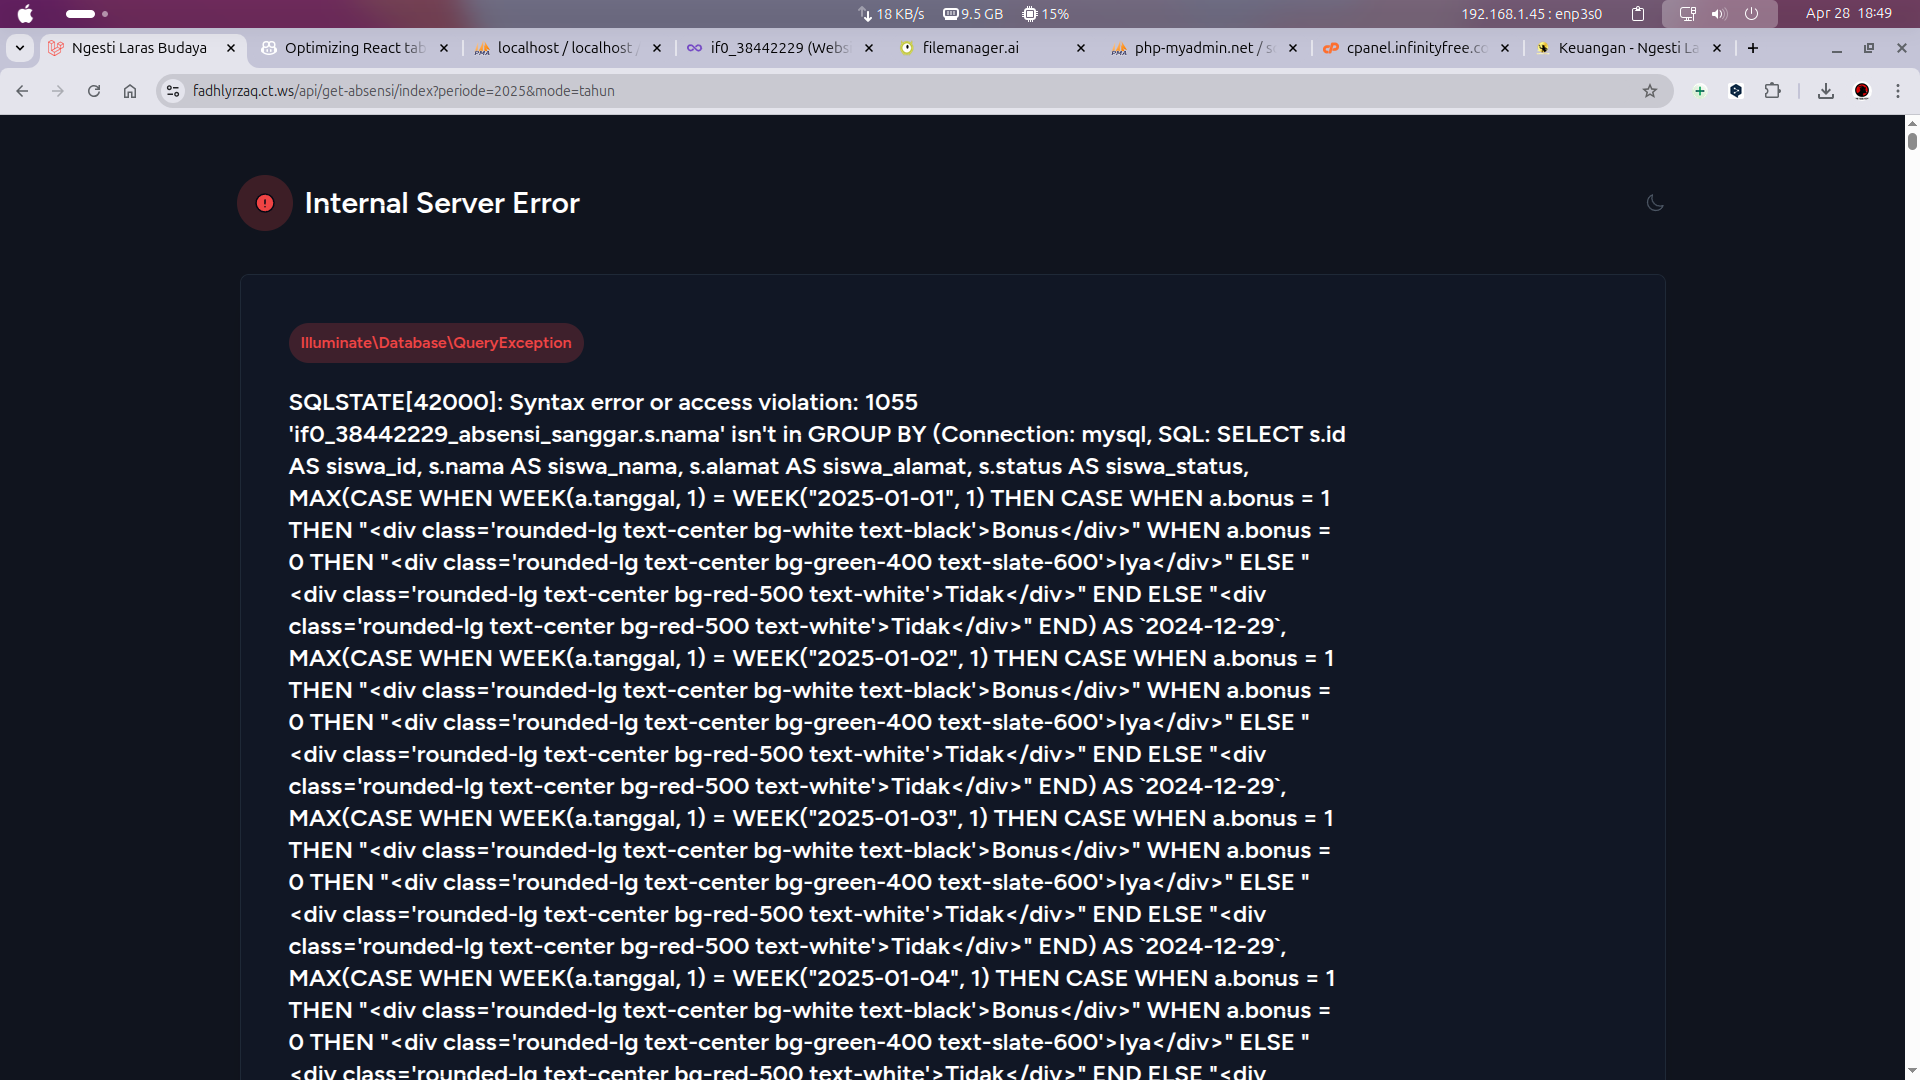 18 KB/s 9.5 GB 15% 192.168.1.45 : enp3s0 Apr 28 18:49
Ngesti Laras Budaya Optimizing React tab localhost / localhost / if0_38442229 (Webs filemanager.ai php-myadmin.net / s cpanel.infinityfree.co Keuangan - Ngesti La
fadhlyrzaq.ct.ws/api/get-absensi/index?periode=2025&mode=tahun
Internal Server Error
Illuminate\Database\QueryException
SQLSTATE[42000]: Syntax error or access violation: 1055
'if0_38442229_absensi_sanggar.s.nama' isn't in GROUP BY (Connection: mysql, SQL: SELECT s.id
AS siswa_id, s.nama AS siswa_nama, s.alamat AS siswa_alamat, s.status AS siswa_status,
MAX(CASE WHEN WEEK(a.tanggal, 1) = WEEK("2025-01-01", 1) THEN CASE WHEN a.bonus = 1
THEN "<div class='rounded-lg text-center bg-white text-black'>Bonus</div>" WHEN a.bonus =
0 THEN "<div class='rounded-lg text-center bg-green-400 text-slate-600'>Iya</div>" ELSE "
<div class='rounded-lg text-center bg-red-500 text-white'>Tidak</div>" END ELSE "<div
class='rounded-lg text-center bg-red-500 text-white'>Tidak</div>" END) AS `2024-12-29`,
MAX(CASE WHEN WEEK(a.tanggal, 1) = WEEK("2025-01-02", 1) THEN CASE WHEN a.bonus = 1
THEN "<div class='rounded-lg text-center bg-white text-black'>Bonus</div>" WHEN a.bonus =
0 THEN "<div class='rounded-lg text-center bg-green-400 text-slate-600'>Iya</div>" ELSE "
<div class='rounded-lg text-center bg-red-500 text-white'>Tidak</div>" END ELSE "<div
class='rounded-lg text-center bg-red-500 text-white'>Tidak</div>" END) AS `2024-12-29`,
MAX(CASE WHEN WEEK(a.tanggal, 1) = WEEK("2025-01-03", 1) THEN CASE WHEN a.bonus = 1
THEN "<div class='rounded-lg text-center bg-white text-black'>Bonus</div>" WHEN a.bonus =
0 THEN "<div class='rounded-lg text-center bg-green-400 text-slate-600'>Iya</div>" ELSE "
<div class='rounded-lg text-center bg-red-500 text-white'>Tidak</div>" END ELSE "<div
class='rounded-lg text-center bg-red-500 text-white'>Tidak</div>" END) AS `2024-12-29`,
MAX(CASE WHEN WEEK(a.tanggal, 1) = WEEK("2025-01-04", 1) THEN CASE WHEN a.bonus = 1
THEN "<div class='rounded-lg text-center bg-white text-black'>Bonus</div>" WHEN a.bonus =
0 THEN "<div class='rounded-lg text-center bg-green-400 text-slate-600'>Iya</div>" ELSE "
<div class='rounded-lg text-center bg-red-500 text-white'>Tidak</div>" END ELSE "<div